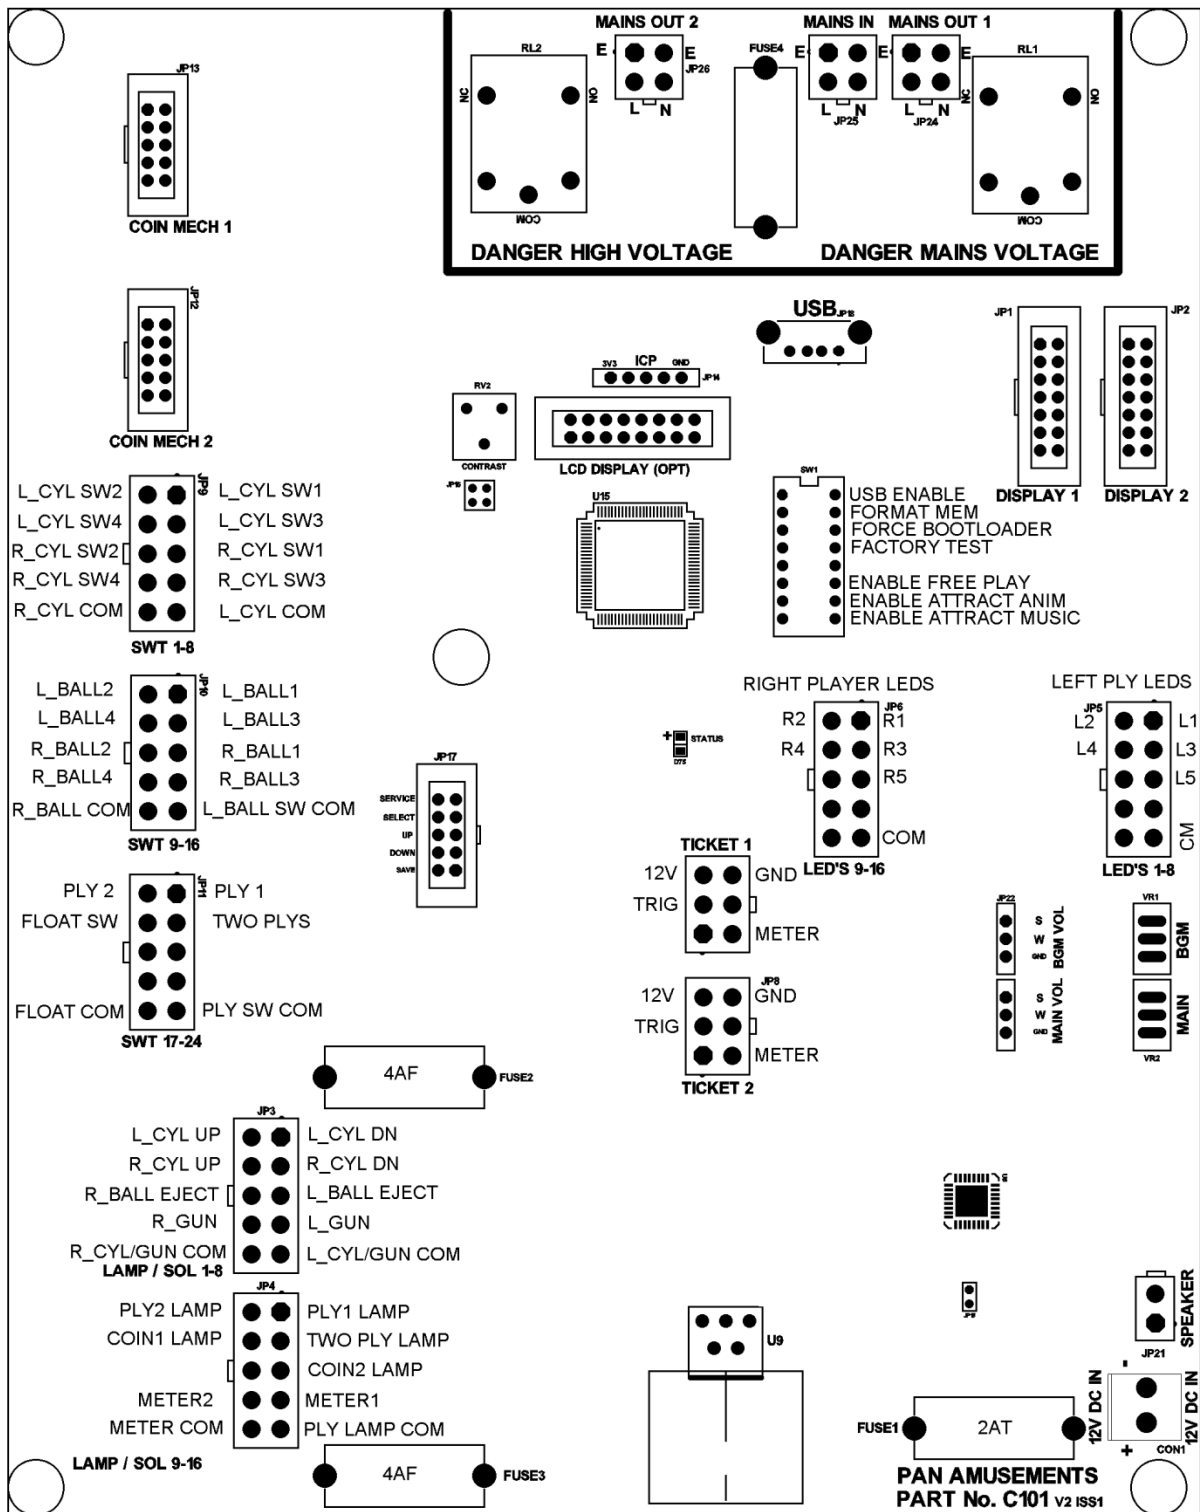 MAINS OUT 2
MAINS IN
MAINS OUT 1
RL2
E
E
JP26
L N
NC
NO
COM
FUSE4
E
L N
JP25
E
E
L N
JP24
RL1
NC
NO
COM
DANGER HIGH VOLTAGE
DANGER MAINS VOLTAGE
JP13
COIN MECH 1
JP12
COIN MECH 2
USB
3V3 ICP GND
JP14
RV2
CONTRAST
LCD DISPLAY (OPT)
JP1
DISPLAY 1
JP2
DISPLAY 2
U15
SW1
USB ENABLE
FORMAT MEM
FORCE BOOTLOADER
FACTORY TEST
ENABLE FREE PLAY
ENABLE ATTRACT ANIM
ENABLE ATTRACT MUSIC
JP9
L_CYL SW2 L_CYL SW1
L_CYL SW4 L_CYL SW3
R_CYL SW2 R_CYL SW1
R_CYL SW4 R_CYL SW3
R_CYL COM L_CYL COM
SWT 1-8
JP10
L_BALL2 L_BALL1
L_BALL4 L_BALL3
R_BALL2 R_BALL1
R_BALL4 R_BALL3
R_BALL COM L_BALL SW COM
SWT 9-16
JP17
SERVICE
SELECT
UP
DOWN
SAVE
+ STATUS
D75
RIGHT PLAYER LEDS
JP6
R2 R1
R4 R3
R5
COM
LED'S 9-16
LEFT PLY LEDS
JP5
L2 L1
L4 L3
L5
CM
LED'S 1-8
JP11
PLY 2 PLY 1
FLOAT SW TWO PLYS
FLOAT COM PLY SW COM
SWT 17-24
TICKET 1
12V GND
TRIG
METER
JP8
12V GND
TRIG
METER
TICKET 2
JP22
S
W
GND
BGM VOL
S
W
GND
MAIN VOL
VR1
BGM
MAIN
VR2
4AF
FUSE2
JP3
L_CYL UP L_CYL DN
R_CYL UP R_CYL DN
R_BALL EJECT L_BALL EJECT
R_GUN L_GUN
R_CYL/GUN COM L_CYL/GUN COM
LAMP / SOL 1-8
JP4
PLY2 LAMP PLY1 LAMP
COIN1 LAMP TWO PLY LAMP
COIN2 LAMP
METER2 METER1
METER COM PLY LAMP COM
LAMP / SOL 9-16
4AF
FUSE3
U9
SPEAKER
JP21
-
12V DC IN
12V DC IN
+
CON1
FUSE1
2AT
PAN AMUSEMENTS
PART No. C101 V2 ISS1